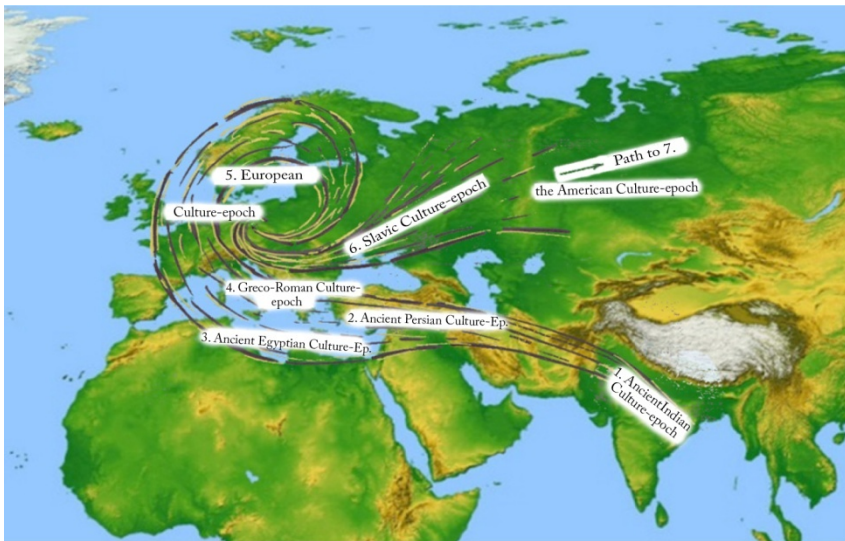 5. European
Culture-epoch
Path to 7.
the American Culture-epoch
6. Slavic Culture-epoch
4. Greco-Roman Culture-
epoch
2. Ancient Persian Culture-Ep.
3. Ancient Egyptian Culture-Ep.
1. AncientIndian
Culture-epoch